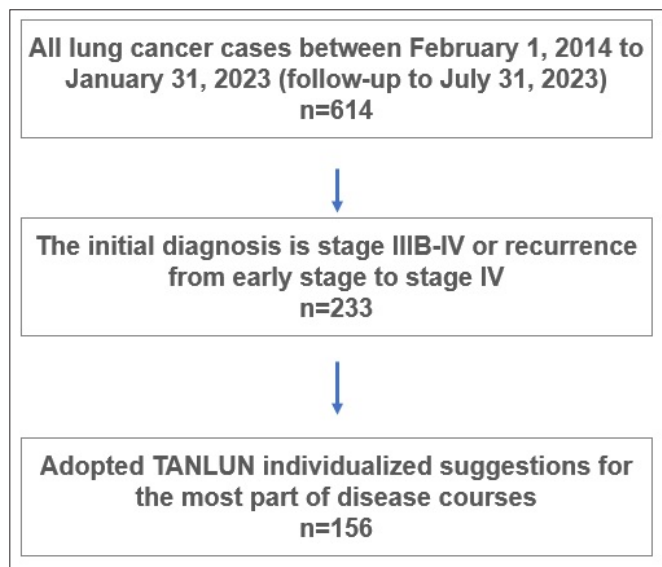 All lung cancer cases between February 1, 2014 to
January 31, 2023 (follow-up to July 31, 2023)
n=614
The initial diagnosis is stage IIIB-IV or recurrence
from early stage to stage IV
n=233
Adopted TANLUN individualized suggestions for
the most part of disease courses
n=156